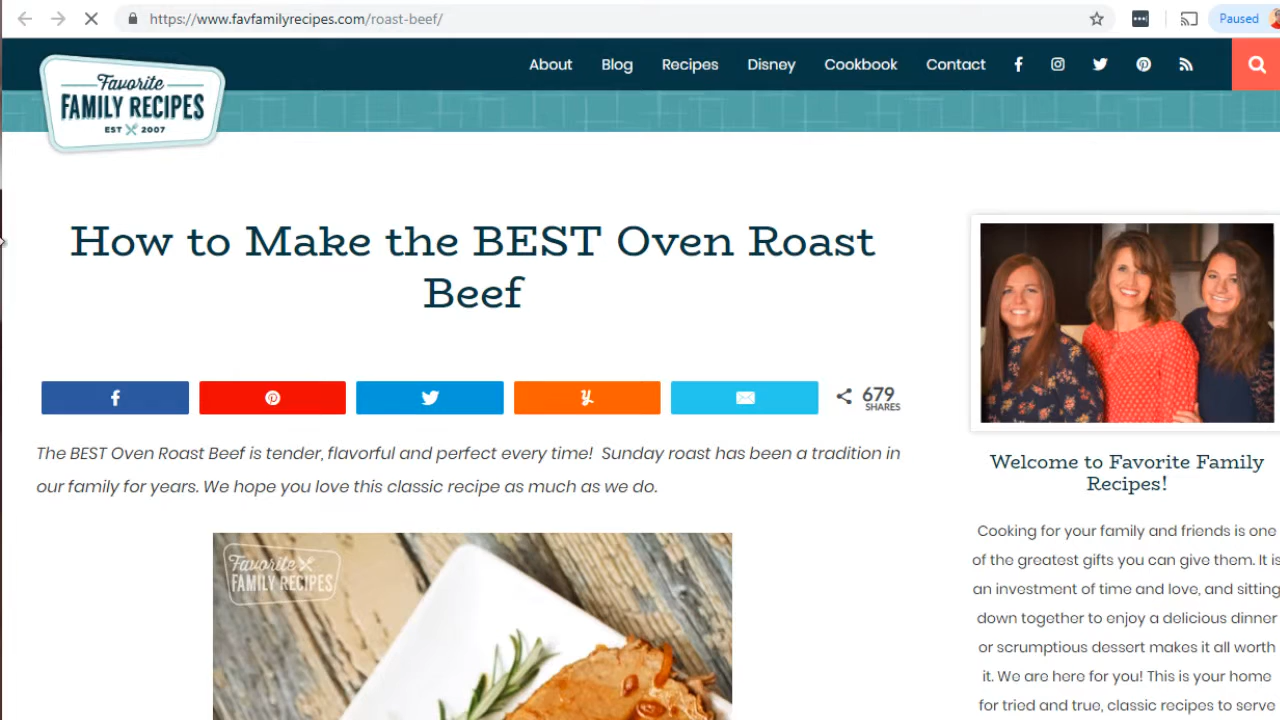 https://www.favfamilyrecipes.com/roast-beef/
Paused
About Blog Recipes Disney Cookbook Contact
Favorite
FAMILY RECIPES
EST 2007
How to Make the BEST Oven Roast
Beef
679
SHARES
The BEST Oven Roast Beef is tender, flavorful and perfect every time! Sunday roast has been a tradition in
our family for years. We hope you love this classic recipe as much as we do.
Favorite
FAMILY RECIPES
Welcome to Favorite Family
Recipes!
Cooking for your family and friends is one
of the greatest gifts you can give them. It is
an investment of time and love, and sitting
down together to enjoy a delicious dinner
or scrumptious dessert makes it all worth
it. We are here for you! This is your home
for tried and true, classic recipes to serve